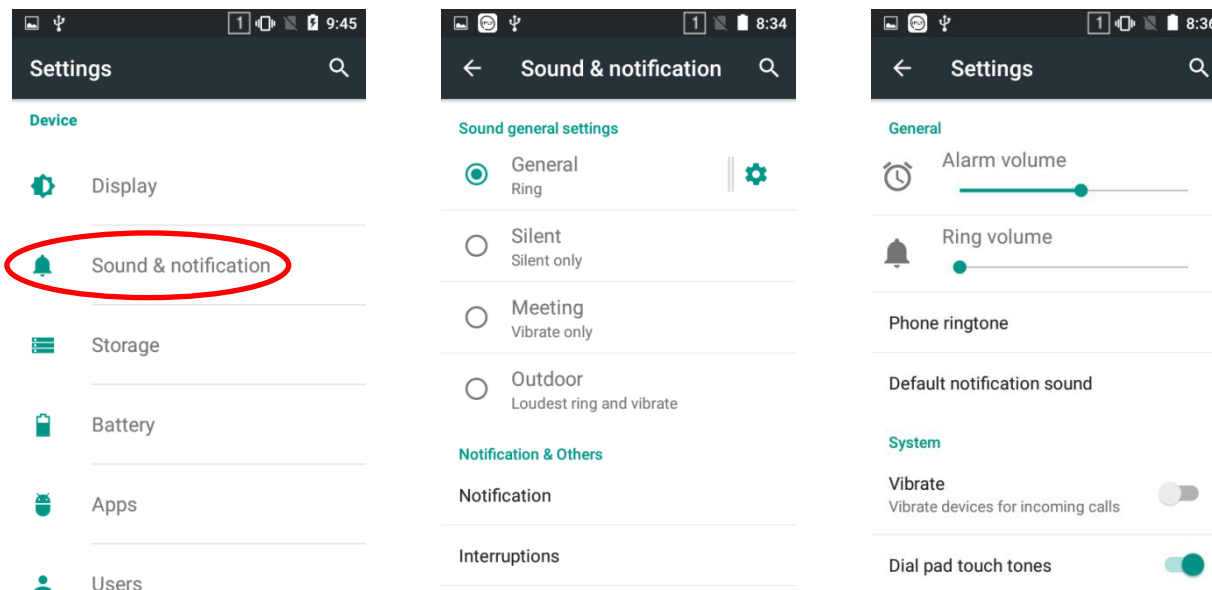 1 9:45
Settings
Device
Display
Sound & notification
Storage
Battery
Apps
Users
1 8:34
Sound & notification
Sound general settings
General
Ring
Silent
Silent only
Meeting
Vibrate only
Outdoor
Loudest ring and vibrate
Notification & Others
Notification
Interruptions
1 8:36
Settings
General
Alarm volume
Ring volume
Phone ringtone
Default notification sound
System
Vibrate
Vibrate devices for incoming calls
Dial pad touch tones